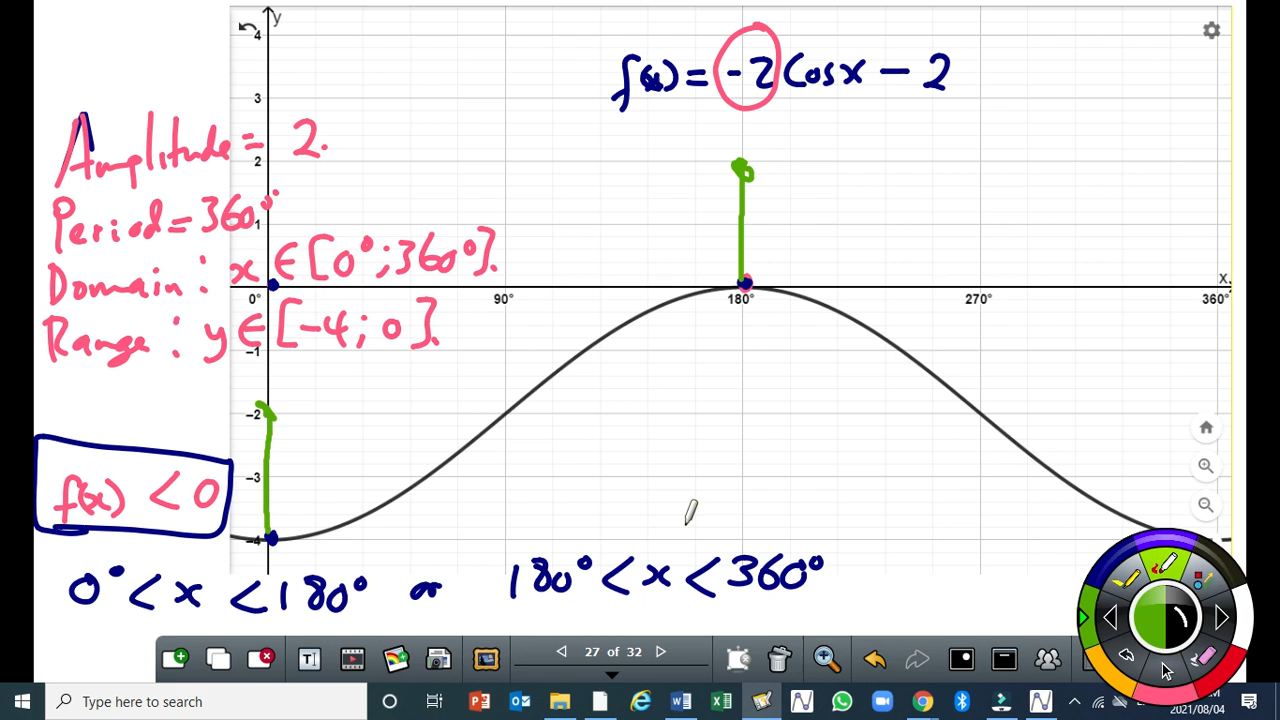 y
4
f(x) = -2 Cosx - 2
3
Amplitude = 2.
2
Period = 360°
1
Domain : x ∈ [0° ; 360°].
x
0° 90° 180° 270° 360°
Range : y ∈ [-4 ; 0].
-1
-2
-3
f(x) < 0
-4
0° < x < 180° or 180° < x < 360°
27 of 32
Type here to search
2021/08/04